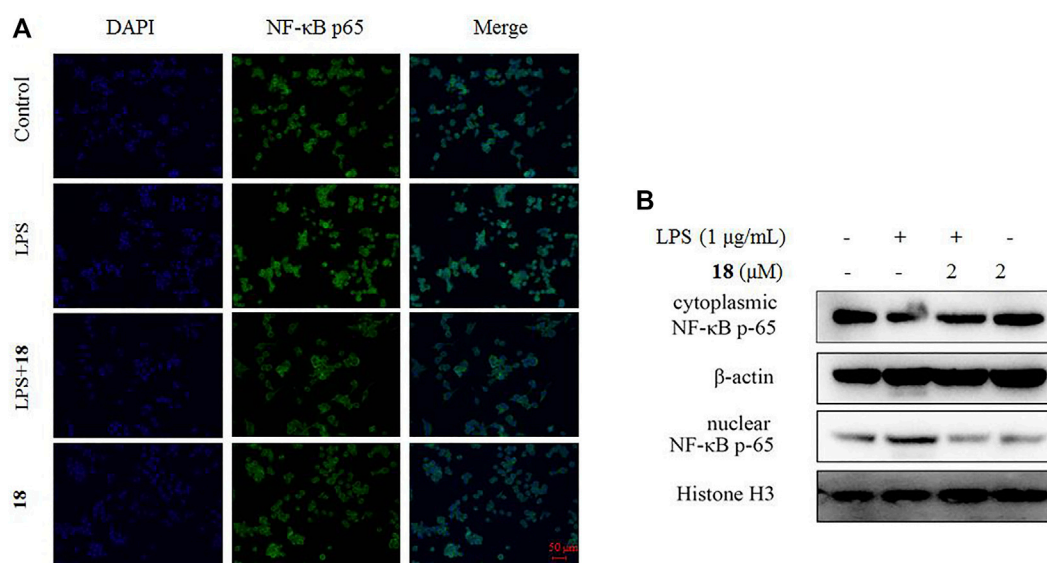 A
DAPI NF-κB p65 Merge
Control
LPS
LPS+18
18
50 μm
B
LPS (1 μg/mL) - + + -
18 (μM) - - 2 2
cytoplasmic
NF-κB p-65
β-actin
nuclear
NF-κB p-65
Histone H3